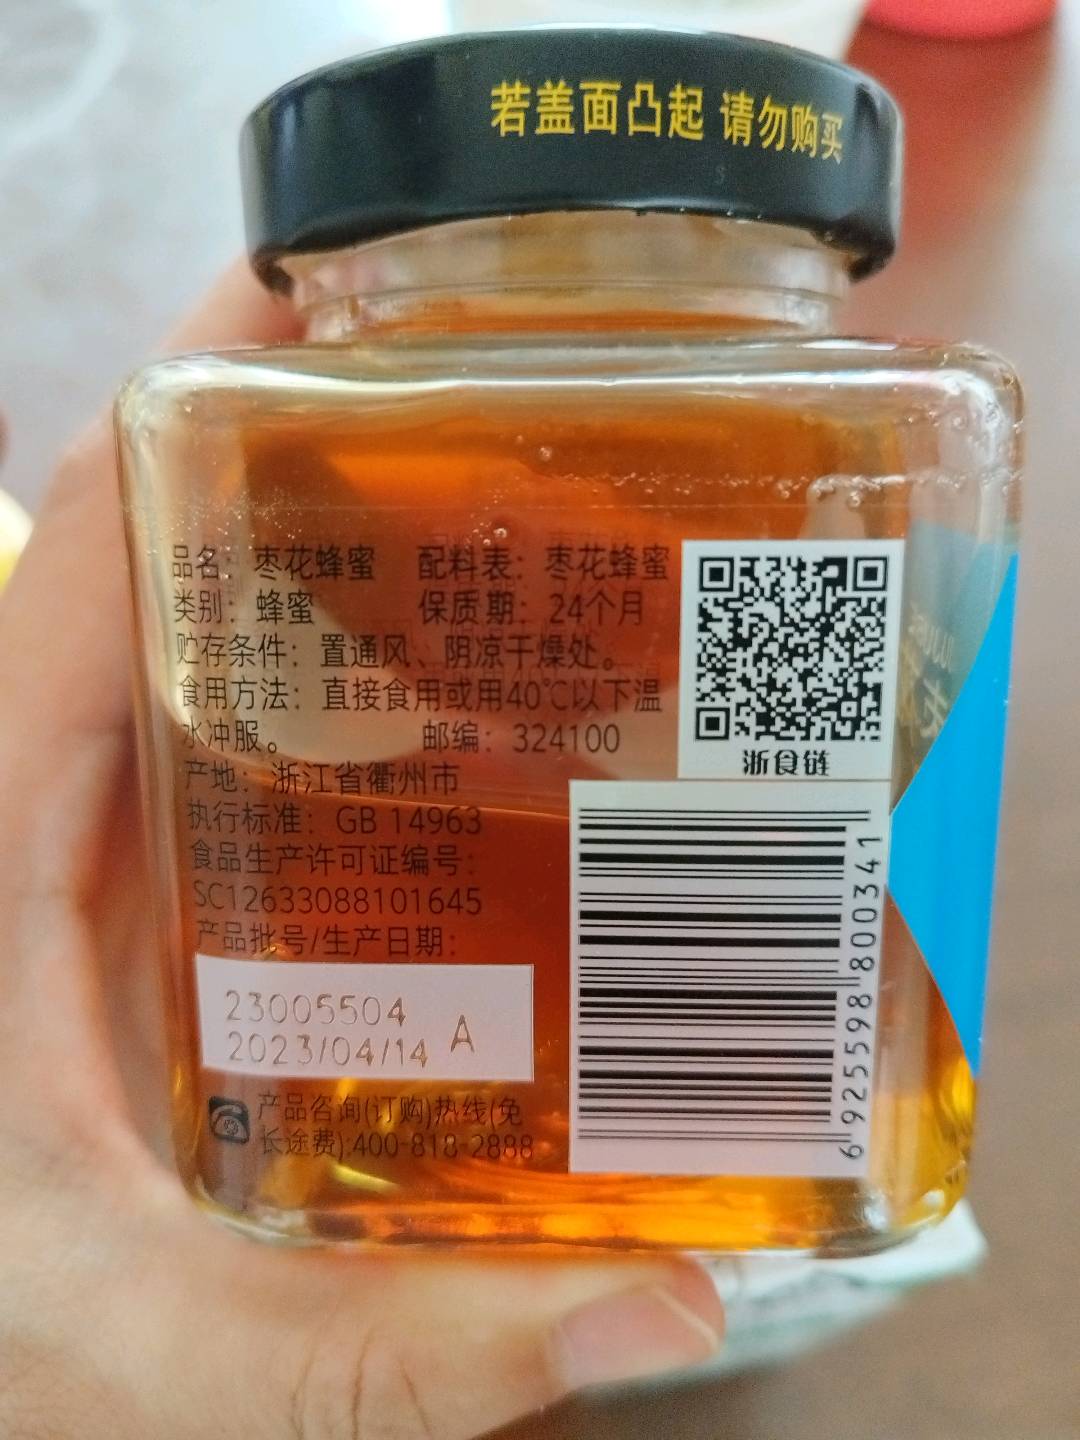 若盖面凸起 请勿购买
品名：枣花蜂蜜 配料表：枣花蜂蜜
类别：蜂蜜 保质期：24个月
贮存条件：置通风、阴凉干燥处。
食用方法：直接食用或用40℃以下温
水冲服。 邮编：324100
产地：浙江省衢州市
执行标准：GB 14963
食品生产许可证编号：
SC12633088101645
产品批号/生产日期：
23005504
2023/04/14 A
产品咨询(订购)热线(免
长途费):400-818-2888
浙食链
6 925598 800341